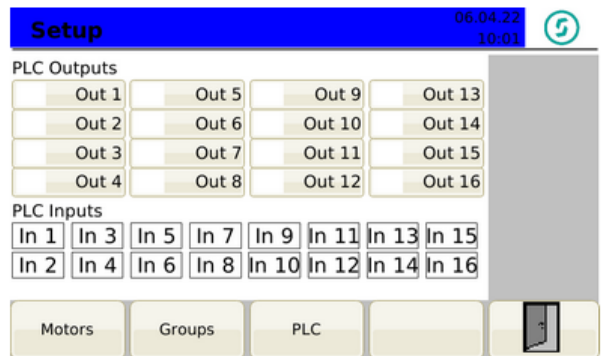 Setup 06.04.22
10:01
PLC Outputs
Out 1 Out 5 Out 9 Out 13
Out 2 Out 6 Out 10 Out 14
Out 3 Out 7 Out 11 Out 15
Out 4 Out 8 Out 12 Out 16
PLC Inputs
In 1 In 3 In 5 In 7 In 9 In 11 In 13 In 15
In 2 In 4 In 6 In 8 In 10 In 12 In 14 In 16
Motors Groups PLC